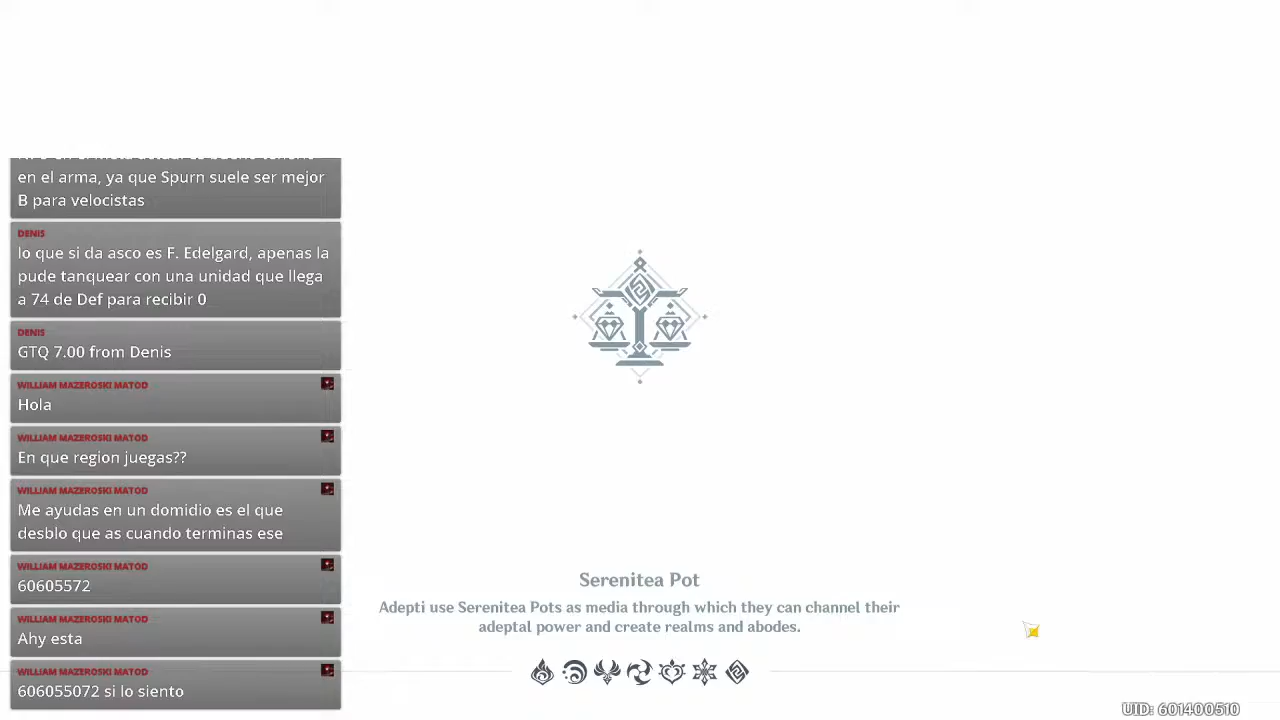 en el arma, ya que Spurn suele ser mejor
B para velocistas
DENIS
lo que si da asco es F. Edelgard, apenas la
pude tanquear con una unidad que llega
a 74 de Def para recibir 0
DENIS
GTQ 7.00 from Denis
WILLIAM MAZEROSKI MATOD
Hola
WILLIAM MAZEROSKI MATOD
En que region juegas??
WILLIAM MAZEROSKI MATOD
Me ayudas en un domidio es el que
desblo que as cuando terminas ese
WILLIAM MAZEROSKI MATOD
60605572
WILLIAM MAZEROSKI MATOD
Ahy esta
WILLIAM MAZEROSKI MATOD
606055072 si lo siento
Serenitea Pot
Adepti use Serenitea Pots as media through which they can channel their
adeptal power and create realms and abodes.
UID: 601400510